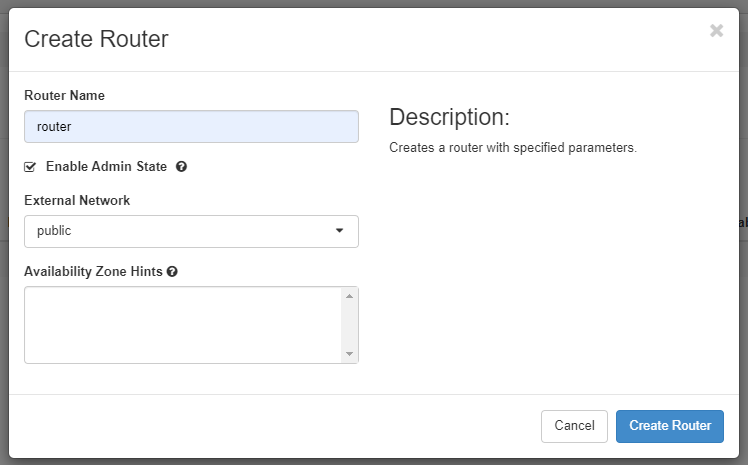 Create Router
Router Name
router
Enable Admin State
External Network
public
Availability Zone Hints
Description:
Creates a router with specified parameters.
Cancel
Create Router